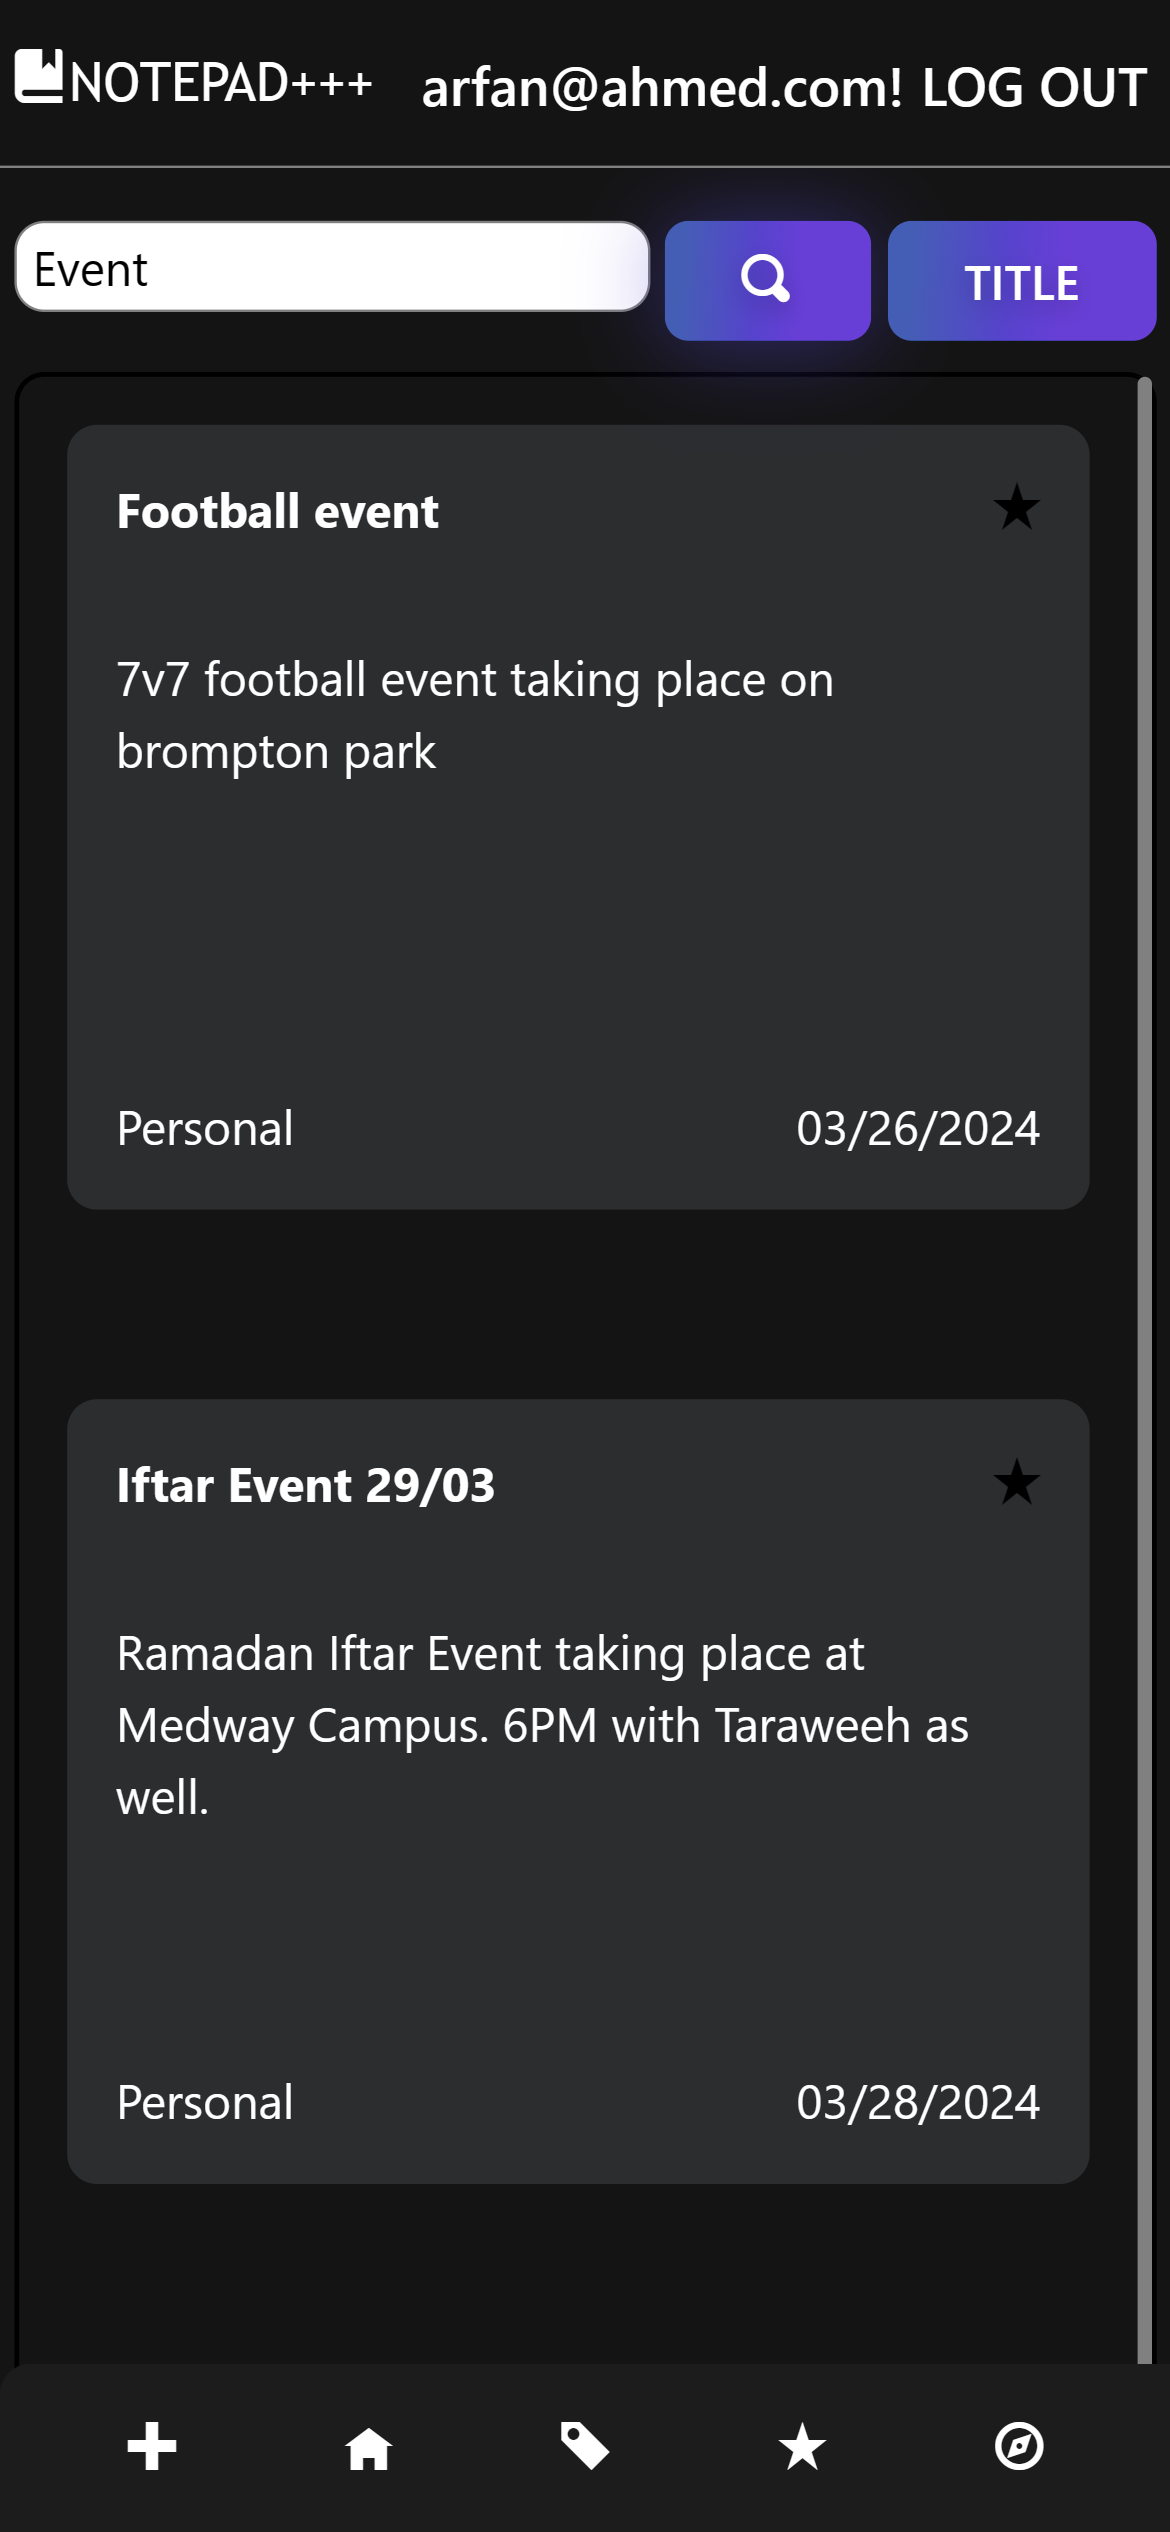 NOTEPAD+++ arfan@ahmed.com! LOG OUT
Event
TITLE
Football event
7v7 football event taking place on
brompton park
Personal 03/26/2024
Iftar Event 29/03
Ramadan Iftar Event taking place at
Medway Campus. 6PM with Taraweeh as
well.
Personal 03/28/2024